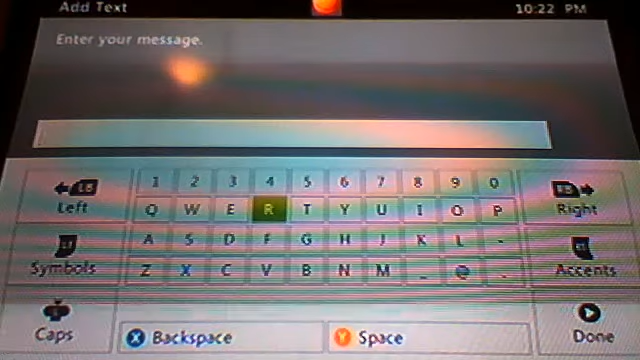 Add Text
10:22 PM
Enter your message.
1 2 3 4 5 6 7 8 9 0
LB Left
RB Right
Q W E R T Y U I O P
A S D F G H J K L -
Symbols
Accents
Z X C V B N M _ @ .
Caps
X Backspace
Y Space
Done